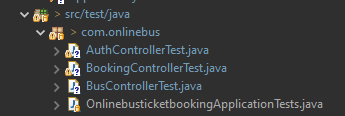 src/test/java
com.onlinebus
AuthControllerTest.java
BookingControllerTest.java
BusControllerTest.java
OnlinebusticketbookingApplicationTests.java